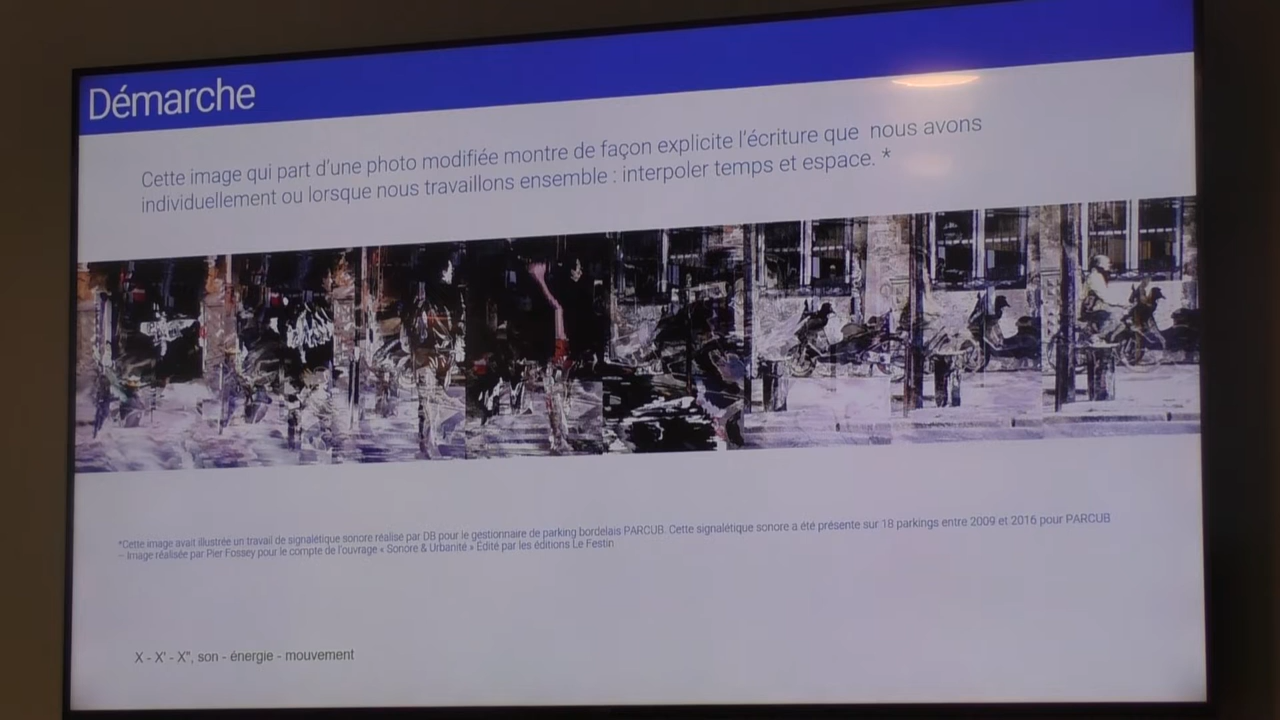 Démarche
Cette image qui part d'une photo modifiée montre de façon explicite l'écriture que nous avons
individuellement ou lorsque nous travaillons ensemble : interpoler temps et espace. *
*Cette image avait illustrée un travail de signalétique sonore réalisé par DB pour le gestionnaire de parking bordelais PARCUB. Cette signalétique sonore a été présente sur 18 parkings entre 2009 et 2016 pour PARCUB
– Image réalisée par Pier Fossey pour le compte de l'ouvrage « Sonore & Urbanité » Édité par les éditions Le Festin
X - X' - X", son - énergie - mouvement